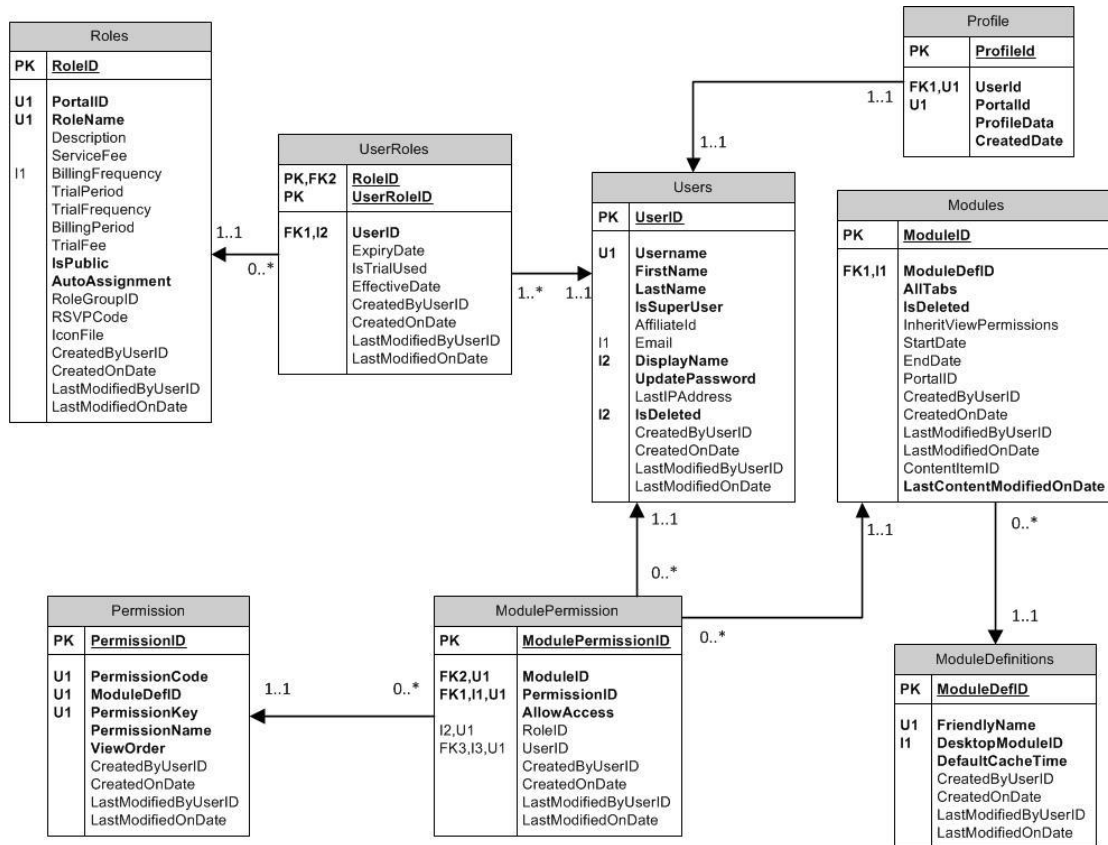 Roles
PK RoleID
U1 PortalID
U1 RoleName
Description
ServiceFee
I1 BillingFrequency
TrialPeriod
TrialFrequency
BillingPeriod
TrialFee
IsPublic
AutoAssignment
RoleGroupID
RSVPCode
IconFile
CreatedByUserID
CreatedOnDate
LastModifiedByUserID
LastModifiedOnDate
1..1
0..*
UserRoles
PK,FK2 RoleID
PK UserRoleID
FK1,I2 UserID
ExpiryDate
IsTrialUsed
EffectiveDate
CreatedByUserID
CreatedOnDate
LastModifiedByUserID
LastModifiedOnDate
1..*
1..1
Users
PK UserID
U1 Username
FirstName
LastName
IsSuperUser
AffiliateId
I1 Email
I2 DisplayName
UpdatePassword
LastIPAddress
I2 IsDeleted
CreatedByUserID
CreatedOnDate
LastModifiedByUserID
LastModifiedOnDate
1..1
1..1
Profile
PK ProfileId
FK1,U1 UserId
U1 PortalId
ProfileData
CreatedDate
Modules
PK ModuleID
FK1,I1 ModuleDefID
AllTabs
IsDeleted
InheritViewPermissions
StartDate
EndDate
PortalID
CreatedByUserID
CreatedOnDate
LastModifiedByUserID
LastModifiedOnDate
ContentItemID
LastContentModifiedOnDate
1..1
0..*
1..1
0..*
0..*
1..1
Permission
PK PermissionID
U1 PermissionCode
U1 ModuleDefID
U1 PermissionKey
PermissionName
ViewOrder
CreatedByUserID
CreatedOnDate
LastModifiedByUserID
LastModifiedOnDate
1..1
0..*
ModulePermission
PK ModulePermissionID
FK2,U1 ModuleID
FK1,I1,U1 PermissionID
AllowAccess
I2,U1 RoleID
FK3,I3,U1 UserID
CreatedByUserID
CreatedOnDate
LastModifiedByUserID
LastModifiedOnDate
ModuleDefinitions
PK ModuleDefID
U1 FriendlyName
I1 DesktopModuleID
DefaultCacheTime
CreatedByUserID
CreatedOnDate
LastModifiedByUserID
LastModifiedOnDate